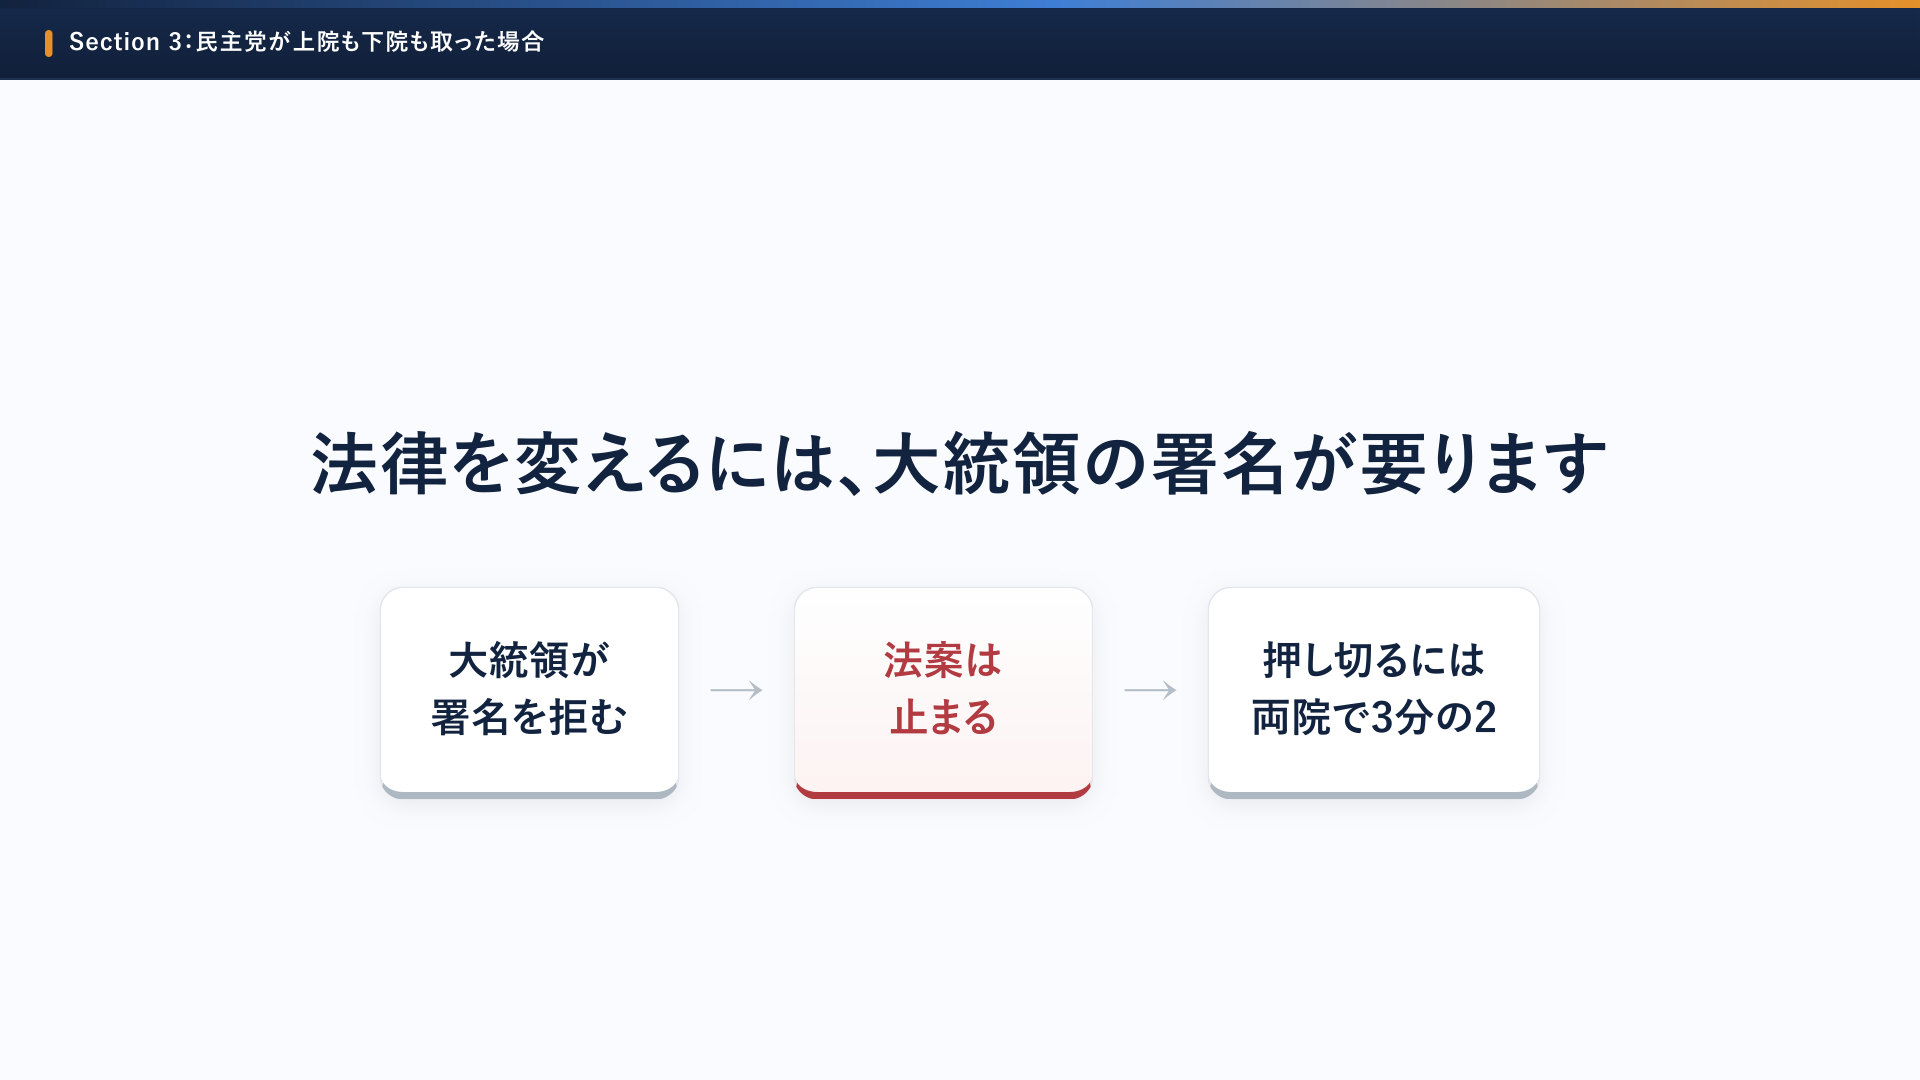 Section 3：民主党が上院も下院も取った場合
法律を変えるには、大統領の署名が要ります
大統領が
署名を拒む
→
法案は
止まる
→
押し切るには
両院で3分の2